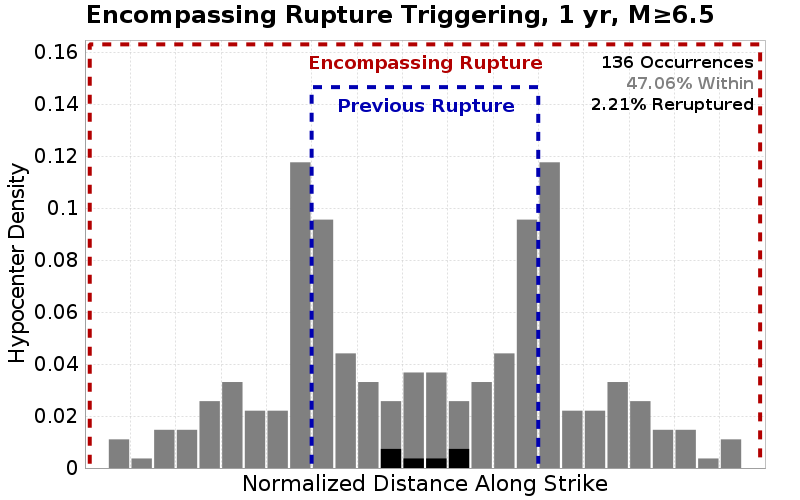 Encompassing Rupture Triggering, 1 yr, M≥6.5
0.16
0.14
0.12
0.1
0.08
0.06
0.04
0.02
0
Hypocenter Density
Encompassing Rupture
Previous Rupture
136 Occurrences
47.06% Within
2.21% Reruptured
Normalized Distance Along Strike